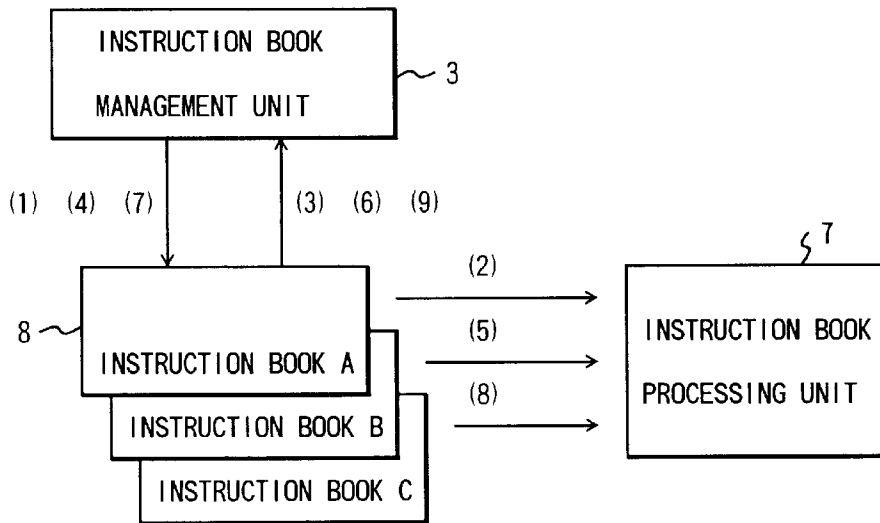 INSTRUCTION BOOK
MANAGEMENT UNIT
3
(1) (4) (7)
(3) (6) (9)
8
INSTRUCTION BOOK A
INSTRUCTION BOOK B
INSTRUCTION BOOK C
(2)
(5)
(8)
7
INSTRUCTION BOOK
PROCESSING UNIT